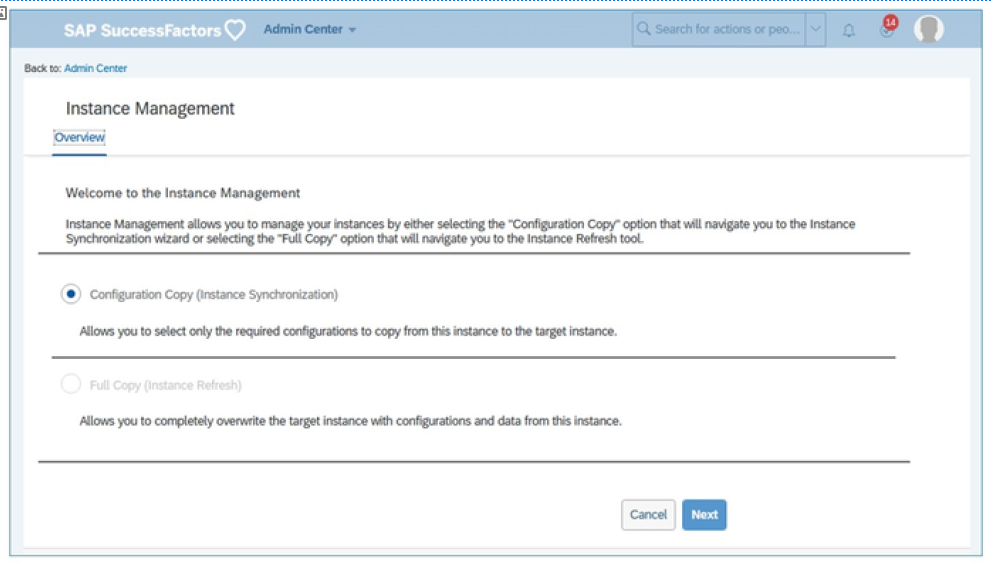 SAP SuccessFactors Admin Center Search for actions or peo... 14
Back to: Admin Center
Instance Management
Overview
Welcome to the Instance Management
Instance Management allows you to manage your instances by either selecting the "Configuration Copy" option that will navigate you to the Instance
Synchronization wizard or selecting the "Full Copy" option that will navigate you to the Instance Refresh tool.
Configuration Copy (Instance Synchronization)
Allows you to select only the required configurations to copy from this instance to the target instance.
Full Copy (Instance Refresh)
Allows you to completely overwrite the target instance with configurations and data from this instance.
Cancel Next